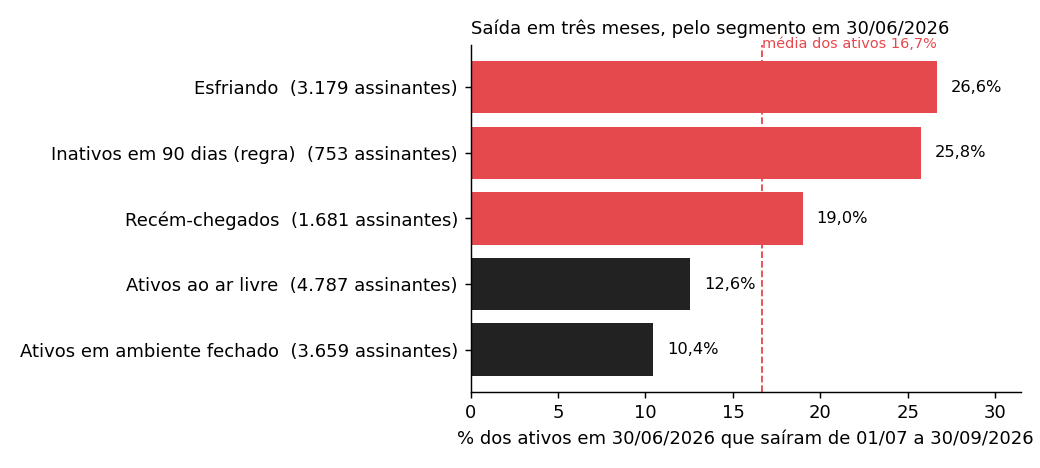 Saída em três meses, pelo segmento em 30/06/2026
média dos ativos 16,7%
Esfriando (3.179 assinantes)
26,6%
Inativos em 90 dias (regra) (753 assinantes)
25,8%
Recém-chegados (1.681 assinantes)
19,0%
Ativos ao ar livre (4.787 assinantes)
12,6%
Ativos em ambiente fechado (3.659 assinantes)
10,4%
0 5 10 15 20 25 30
% dos ativos em 30/06/2026 que saíram de 01/07 a 30/09/2026